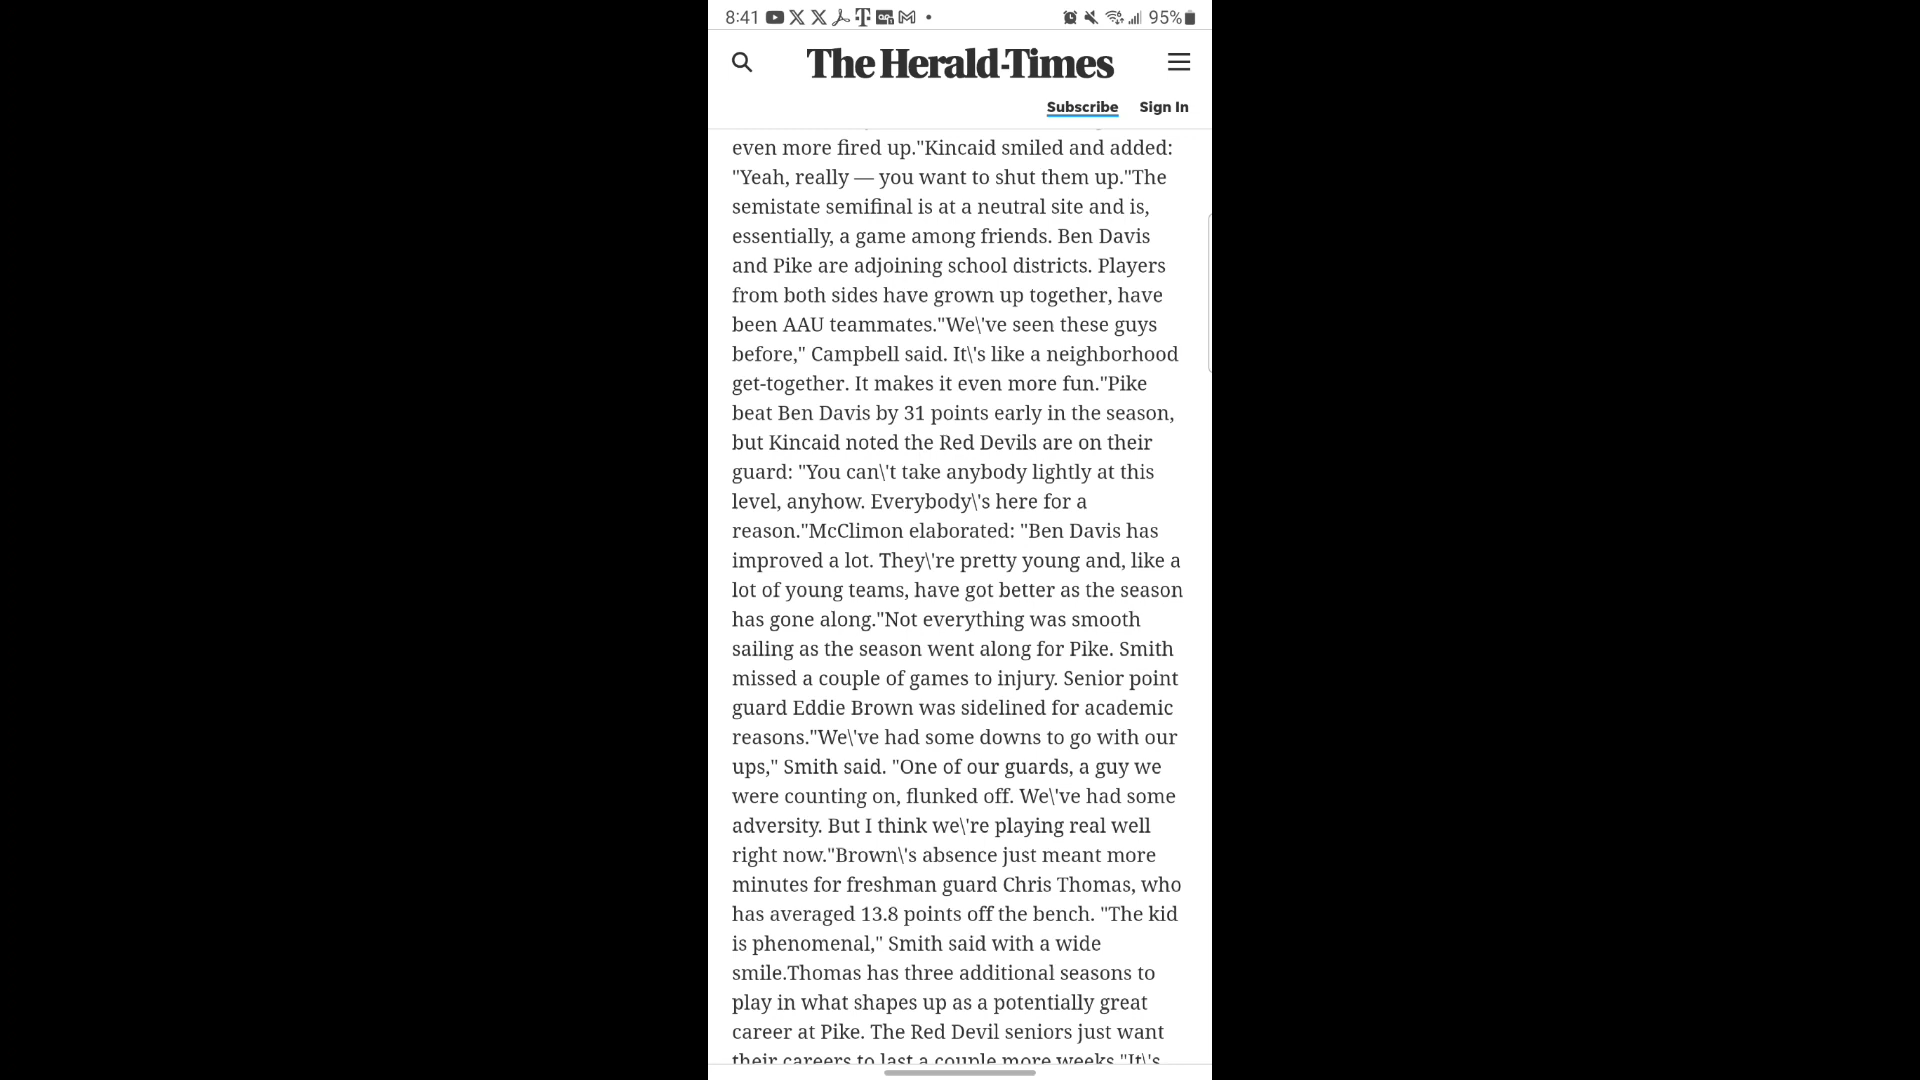 8:41
95%
The Herald-Times
Subscribe Sign In
even more fired up."Kincaid smiled and added:
"Yeah, really — you want to shut them up."The
semistate semifinal is at a neutral site and is,
essentially, a game among friends. Ben Davis
and Pike are adjoining school districts. Players
from both sides have grown up together, have
been AAU teammates."We\'ve seen these guys
before," Campbell said. It\'s like a neighborhood
get-together. It makes it even more fun."Pike
beat Ben Davis by 31 points early in the season,
but Kincaid noted the Red Devils are on their
guard: "You can\'t take anybody lightly at this
level, anyhow. Everybody\'s here for a
reason."McClimon elaborated: "Ben Davis has
improved a lot. They\'re pretty young and, like a
lot of young teams, have got better as the season
has gone along."Not everything was smooth
sailing as the season went along for Pike. Smith
missed a couple of games to injury. Senior point
guard Eddie Brown was sidelined for academic
reasons."We\'ve had some downs to go with our
ups," Smith said. "One of our guards, a guy we
were counting on, flunked off. We\'ve had some
adversity. But I think we\'re playing real well
right now."Brown\'s absence just meant more
minutes for freshman guard Chris Thomas, who
has averaged 13.8 points off the bench. "The kid
is phenomenal," Smith said with a wide
smile.Thomas has three additional seasons to
play in what shapes up as a potentially great
career at Pike. The Red Devil seniors just want
their careers to last a couple more weeks."It\'s